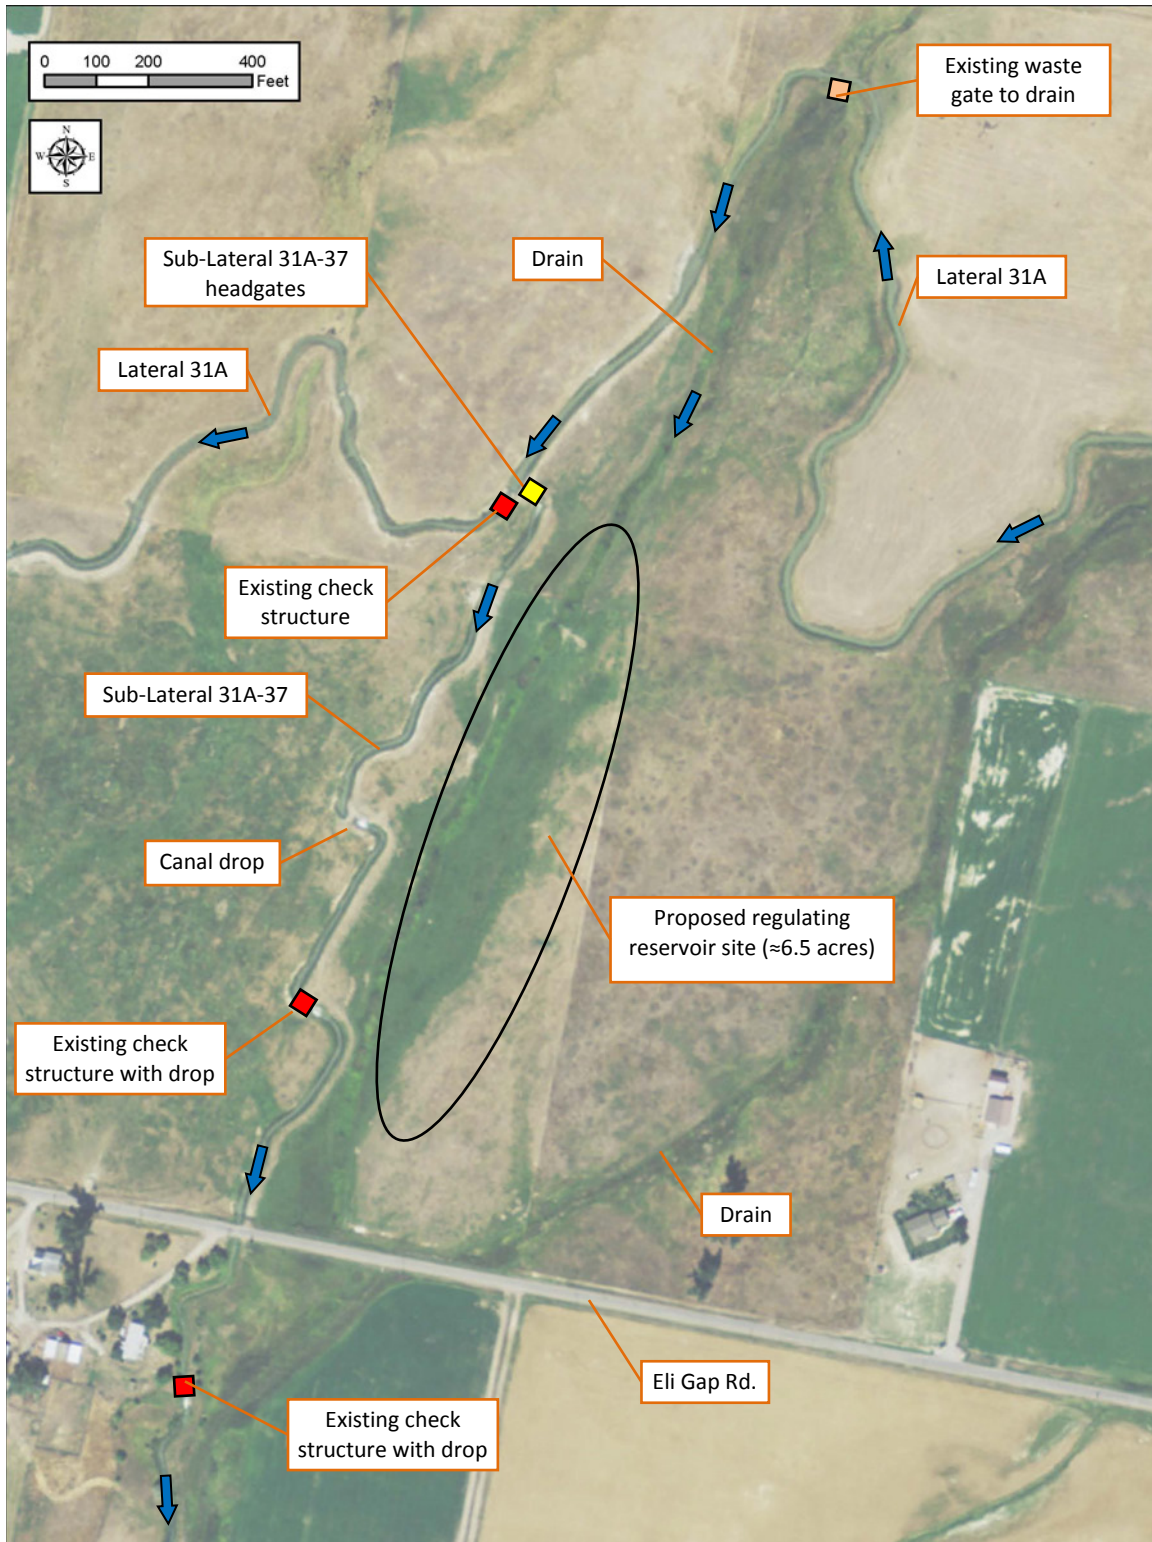 0 100 200 400
Feet
N
W E
S
Existing waste
gate to drain
Sub-Lateral 31A-37
headgates
Drain
Lateral 31A
Lateral 31A
Existing check
structure
Sub-Lateral 31A-37
Canal drop
Proposed regulating
reservoir site (≈6.5 acres)
Existing check
structure with drop
Drain
Eli Gap Rd.
Existing check
structure with drop